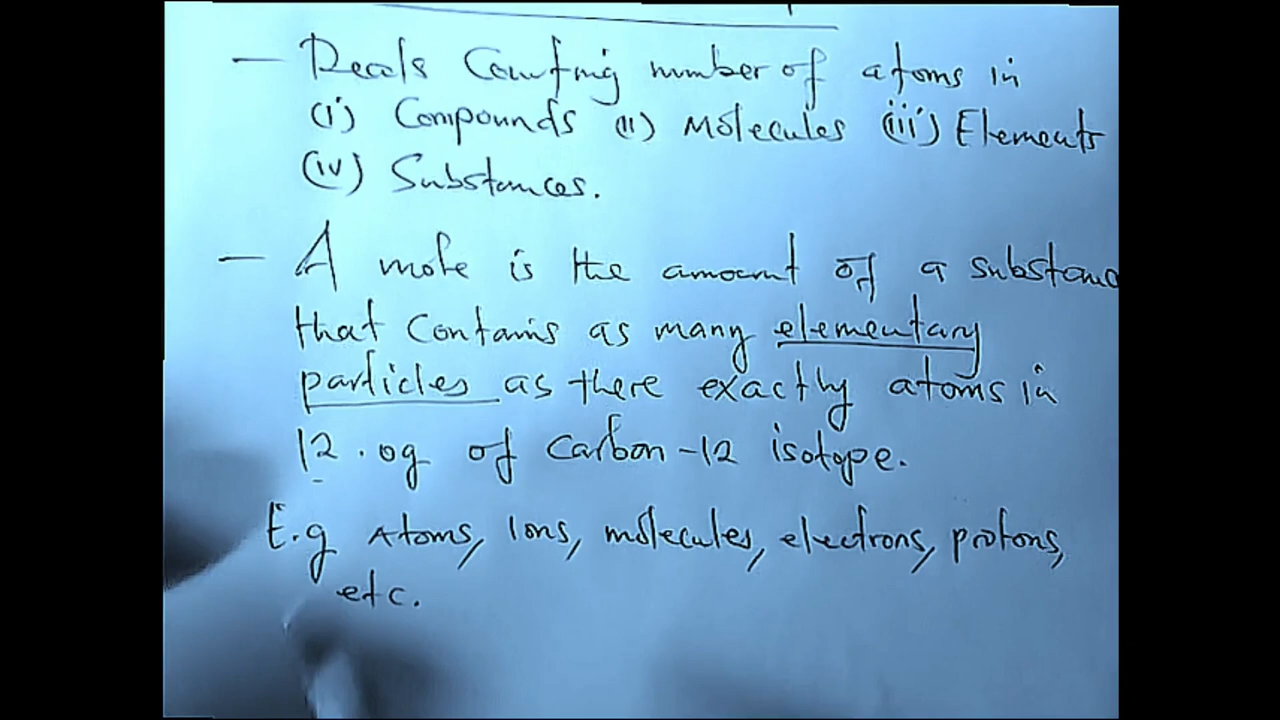 - Deals Counting number of atoms in
(i) Compounds (ii) Molecules (iii) Elements
(iv) Substances.
- A mole is the amount of a substanc
that contains as many elementary
particles as there exactly atoms in
12.0g of Carbon-12 isotope.
E.g Atoms, Ions, molecules, electrons, protons,
etc.